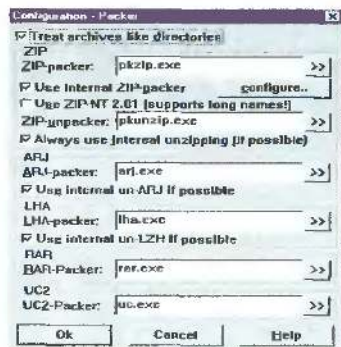 Configuration - Packer
Treat archives like directories
ZIP
ZIP-packer: pkzip.exe >>
Use internal ZIP-packer configure..
Use ZIP-NT 2.01 (supports long names!)
ZIP-unpacker: pkunzip.exe >>
Always use internal unzipping (if possible)
ARJ
ARJ-packer: arj.exe >>
Use internal un-ARJ if possible
LHA
LHA-packer: lha.exe >>
Use internal un-LZH if possible
RAR
RAR-Packer: rar.exe >>
UC2
UC2-Packer: uc.exe >>
Ok Cancel Help